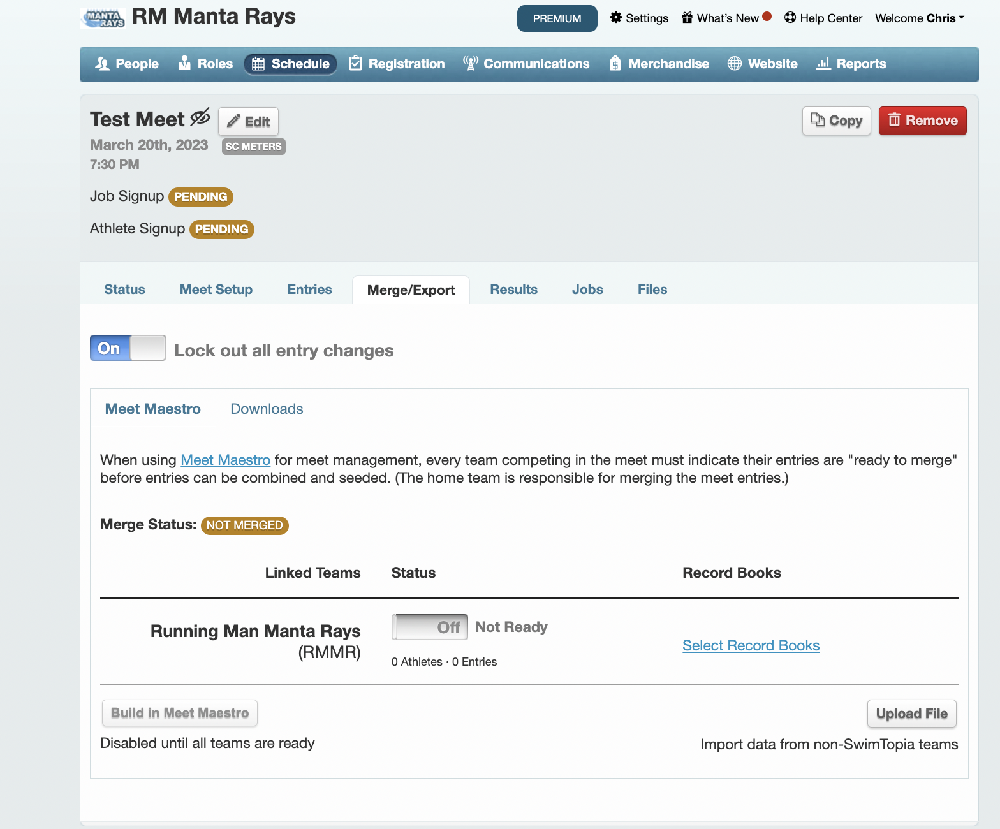 MANTA
RAYS
RM Manta Rays
PREMIUM
Settings
What's New
Help Center
Welcome Chris
People
Roles
Schedule
Registration
Communications
Merchandise
Website
Reports
Test Meet
Edit
Copy
Remove
March 20th, 2023
SC METERS
7:30 PM
Job Signup PENDING
Athlete Signup PENDING
Status
Meet Setup
Entries
Merge/Export
Results
Jobs
Files
On
Lock out all entry changes
Meet Maestro
Downloads
When using Meet Maestro for meet management, every team competing in the meet must indicate their entries are "ready to merge"
before entries can be combined and seeded. (The home team is responsible for merging the meet entries.)
Merge Status: NOT MERGED
Linked Teams
Status
Record Books
Running Man Manta Rays
(RMMR)
Off
Not Ready
0 Athletes · 0 Entries
Select Record Books
Build in Meet Maestro
Disabled until all teams are ready
Upload File
Import data from non-SwimTopia teams